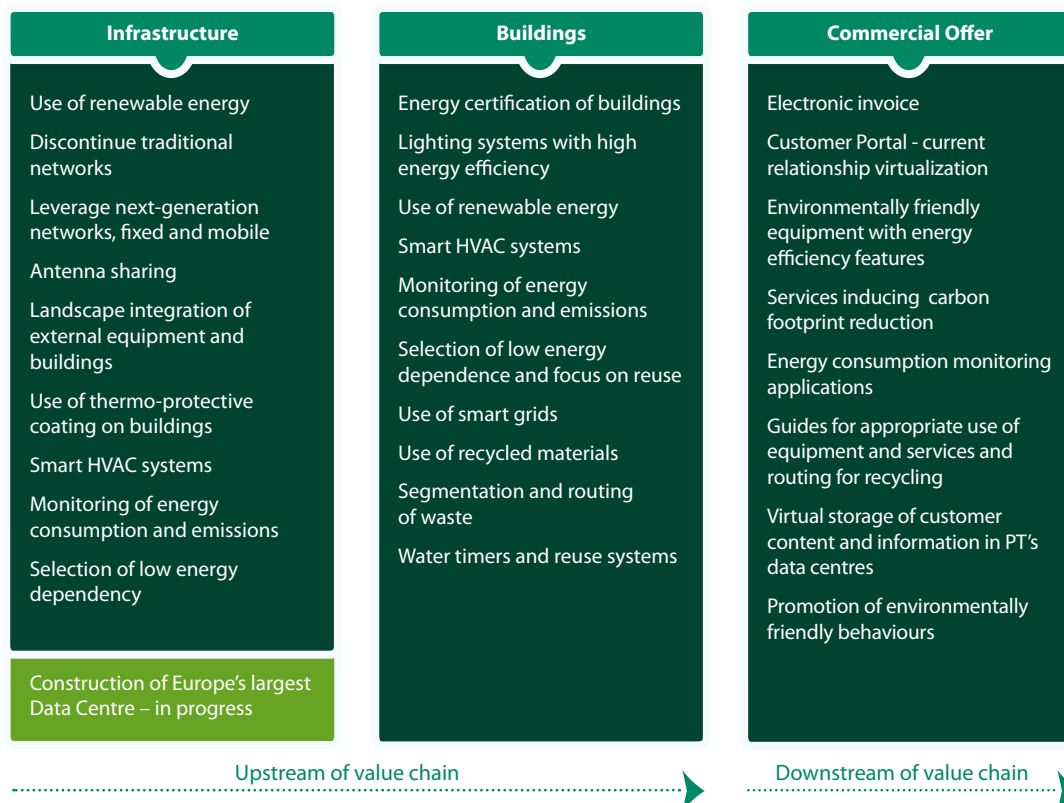 Infrastructure
Use of renewable energy
Discontinue traditional
networks
Leverage next-generation
networks, fixed and mobile
Antenna sharing
Landscape integration of
external equipment and
buildings
Use of thermo-protective
coating on buildings
Smart HVAC systems
Monitoring of energy
consumption and emissions
Selection of low energy
dependency
Construction of Europe's largest
Data Centre – in progress
Buildings
Energy certification of buildings
Lighting systems with high
energy efficiency
Use of renewable energy
Smart HVAC systems
Monitoring of energy
consumption and emissions
Selection of low energy
dependence and focus on reuse
Use of smart grids
Use of recycled materials
Segmentation and routing
of waste
Water timers and reuse systems
Commercial Offer
Electronic invoice
Customer Portal - current
relationship virtualization
Environmentally friendly
equipment with energy
efficiency features
Services inducing carbon
footprint reduction
Energy consumption monitoring
applications
Guides for appropriate use of
equipment and services and
routing for recycling
Virtual storage of customer
content and information in PT's
data centres
Promotion of environmentally
friendly behaviours
Upstream of value chain
Downstream of value chain